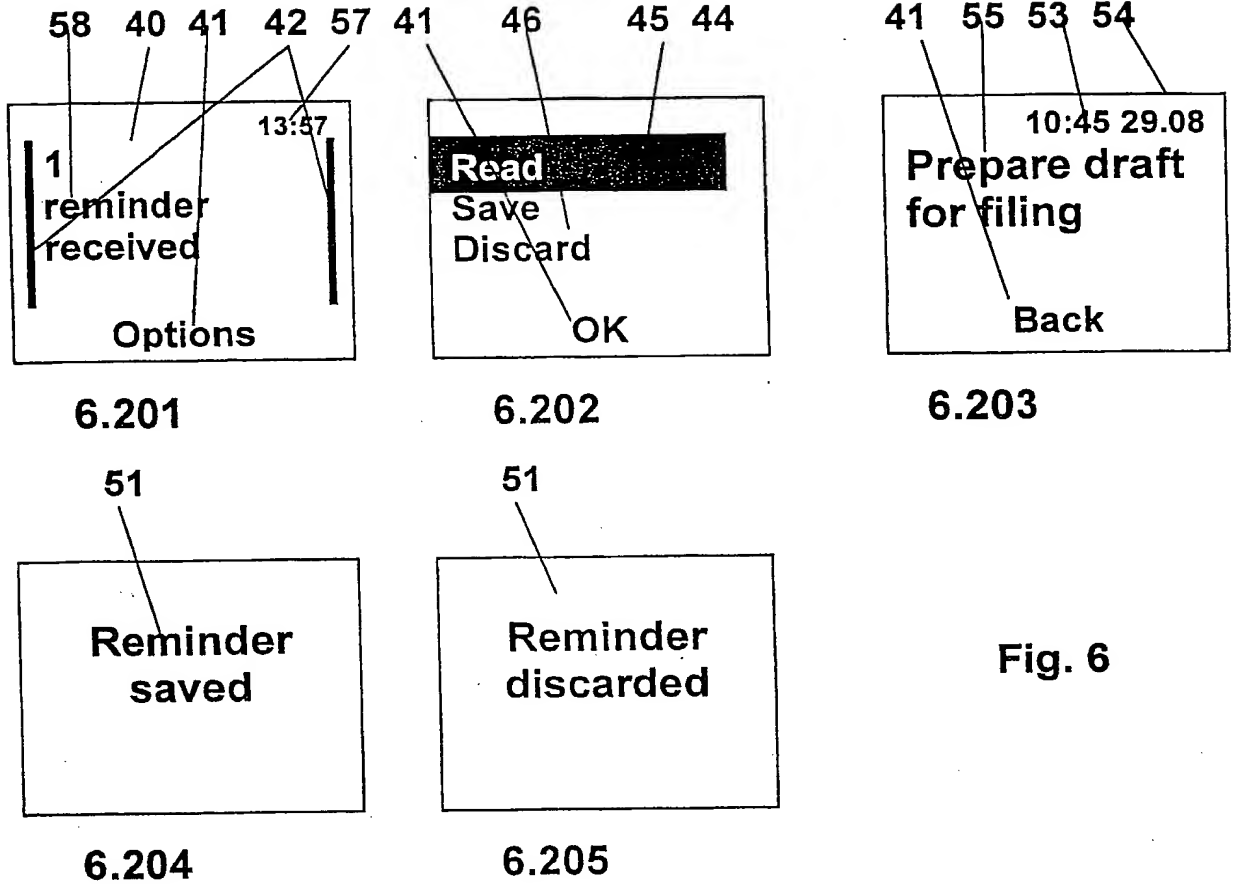 58 40 41 42 57 41 46 45 44 41 55 53 54
13:57
1
reminder
received
Options
6.201
Read
Save
Discard
OK
6.202
10:45 29.08
Prepare draft
for filing
Back
6.203
51
Reminder
saved
6.204
51
Reminder
discarded
6.205
Fig. 6